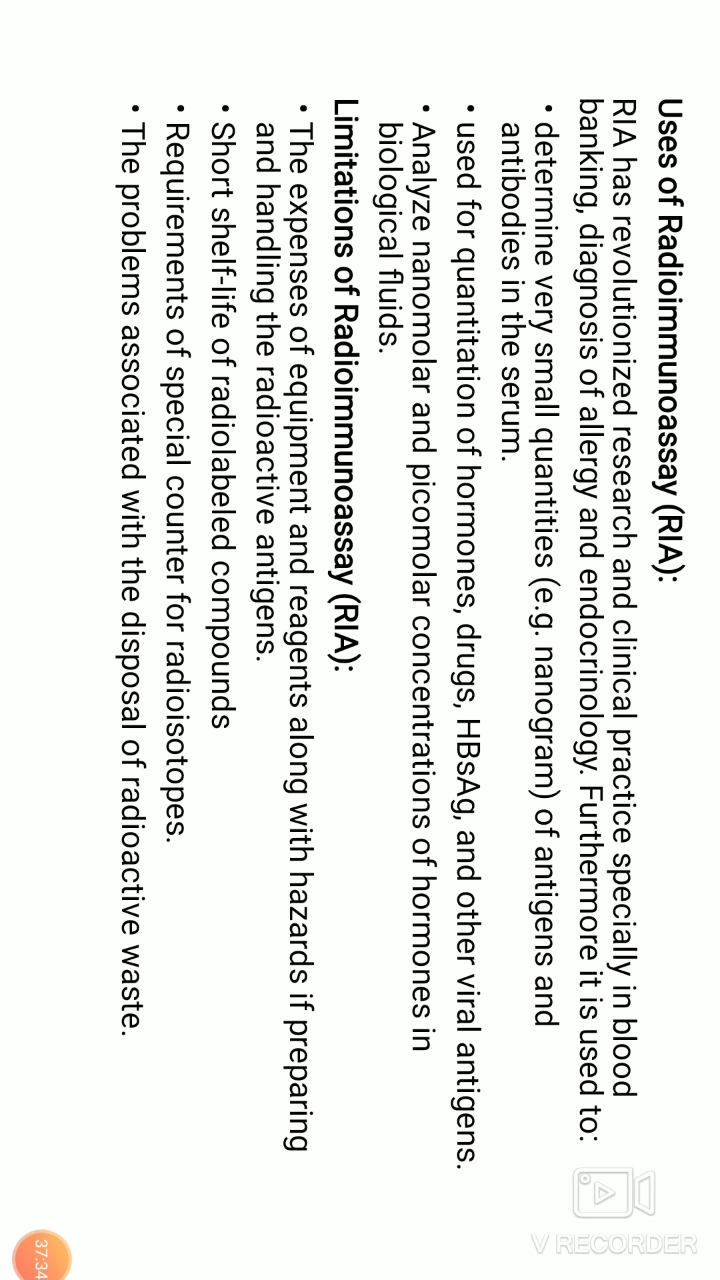 Uses of Radioimmunoassay (RIA):
RIA has revolutionized research and clinical practice specially in blood
banking, diagnosis of allergy and endocrinology. Furthermore it is used to:
• determine very small quantities (e.g. nanogram) of antigens and
antibodies in the serum.
• used for quantitation of hormones, drugs, HBsAg, and other viral antigens.
• Analyze nanomolar and picomolar concentrations of hormones in
biological fluids.
Limitations of Radioimmunoassay (RIA):
• The expenses of equipment and reagents along with hazards if preparing
and handling the radioactive antigens.
• Short shelf-life of radiolabeled compounds
• Requirements of special counter for radioisotopes.
• The problems associated with the disposal of radioactive waste.
V RECORDER
37:34